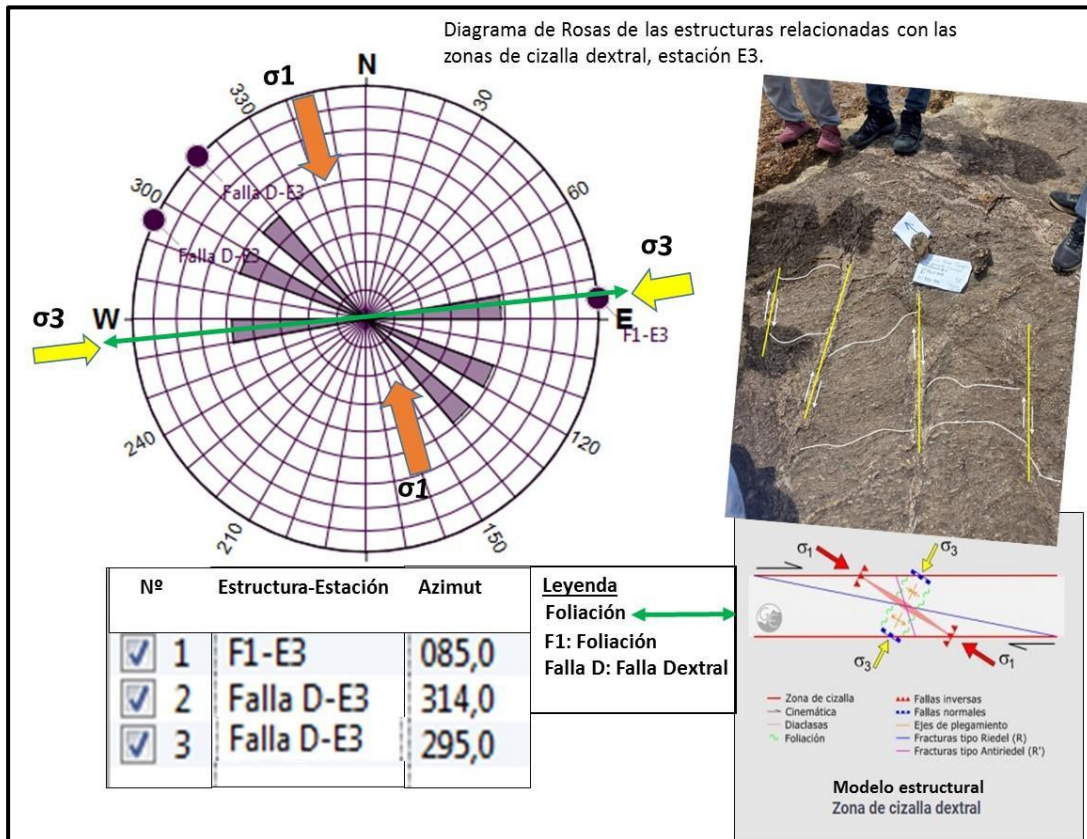 Diagrama de Rosas de las estructuras relacionadas con las
zonas de cizalla dextral, estación E3.
N
30
60
E
120
150
210
240
W
300
330
σ1
σ3
σ3
σ1
Falla D-E3
Falla D-E3
F1-E3
Nº Estructura-Estación Azimut
1 F1-E3 085,0
2 Falla D-E3 314,0
3 Falla D-E3 295,0
Leyenda
Foliación
F1: Foliación
Falla D: Falla Dextral
σ1
σ3
σ3
σ1
Zona de cizalla
Cinemática
Diaclasas
Foliación
Fallas inversas
Fallas normales
Ejes de plegamiento
Fracturas tipo Riedel (R)
Fracturas tipo Antiriedel (R')
Modelo estructural
Zona de cizalla dextral